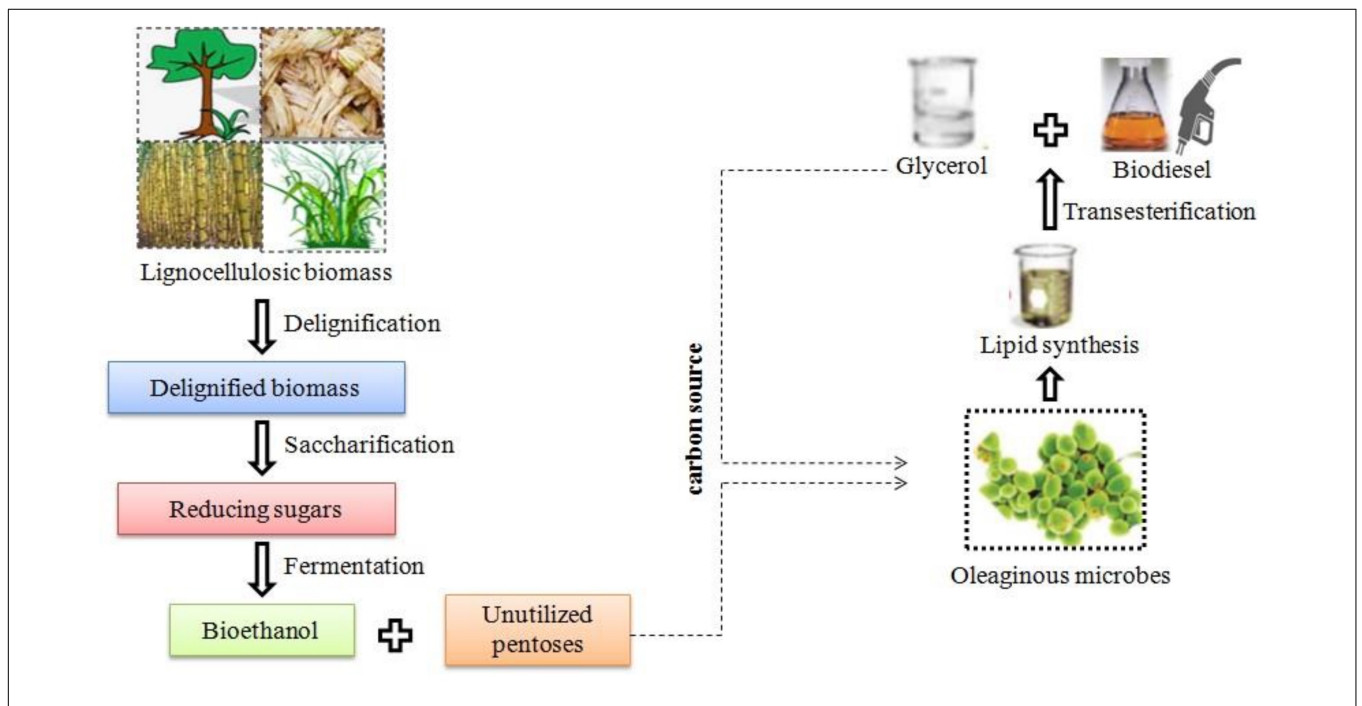 Lignocellulosic biomass
Delignification
Delignified biomass
Saccharification
Reducing sugars
Fermentation
Bioethanol
Unutilized
pentoses
carbon source
Glycerol
Biodiesel
Transesterification
Lipid synthesis
Oleaginous microbes